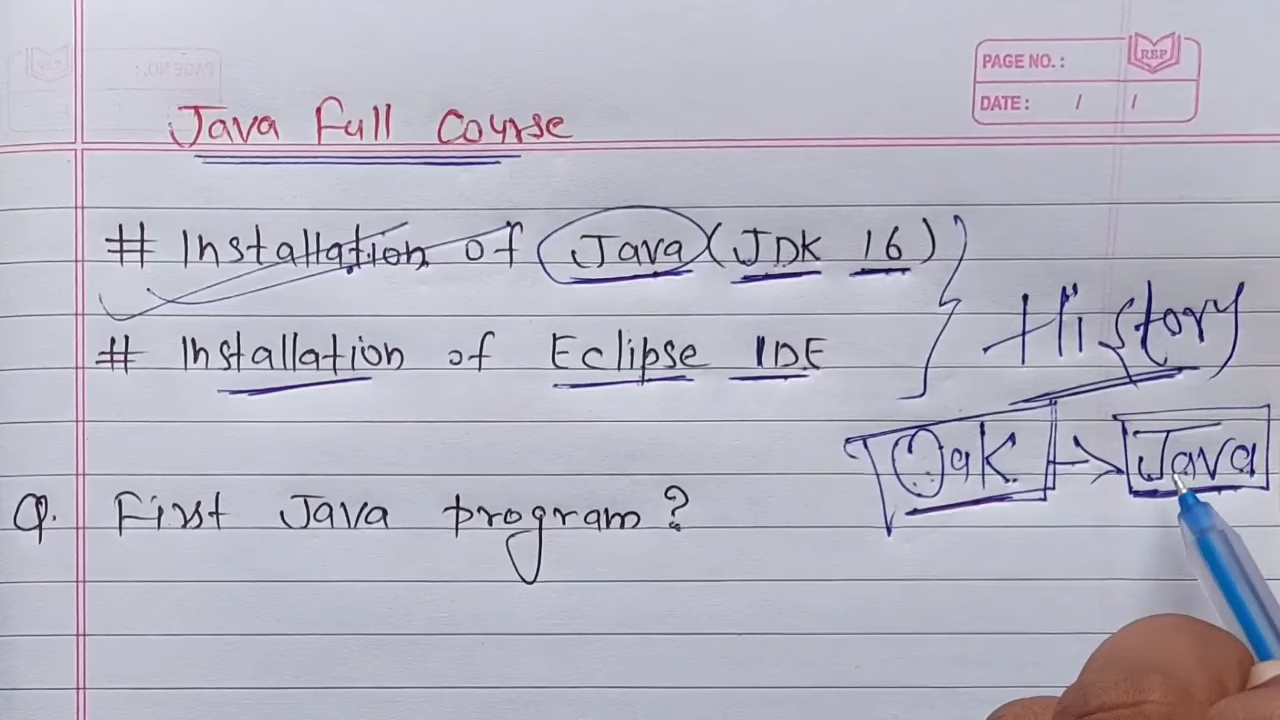 PAGE NO. :
RBP
DATE : / /
Java Full Course
# Installation of Java (JDK 16)
# Installation of Eclipse IDE
History
Oak → Java
Q. First Java program?